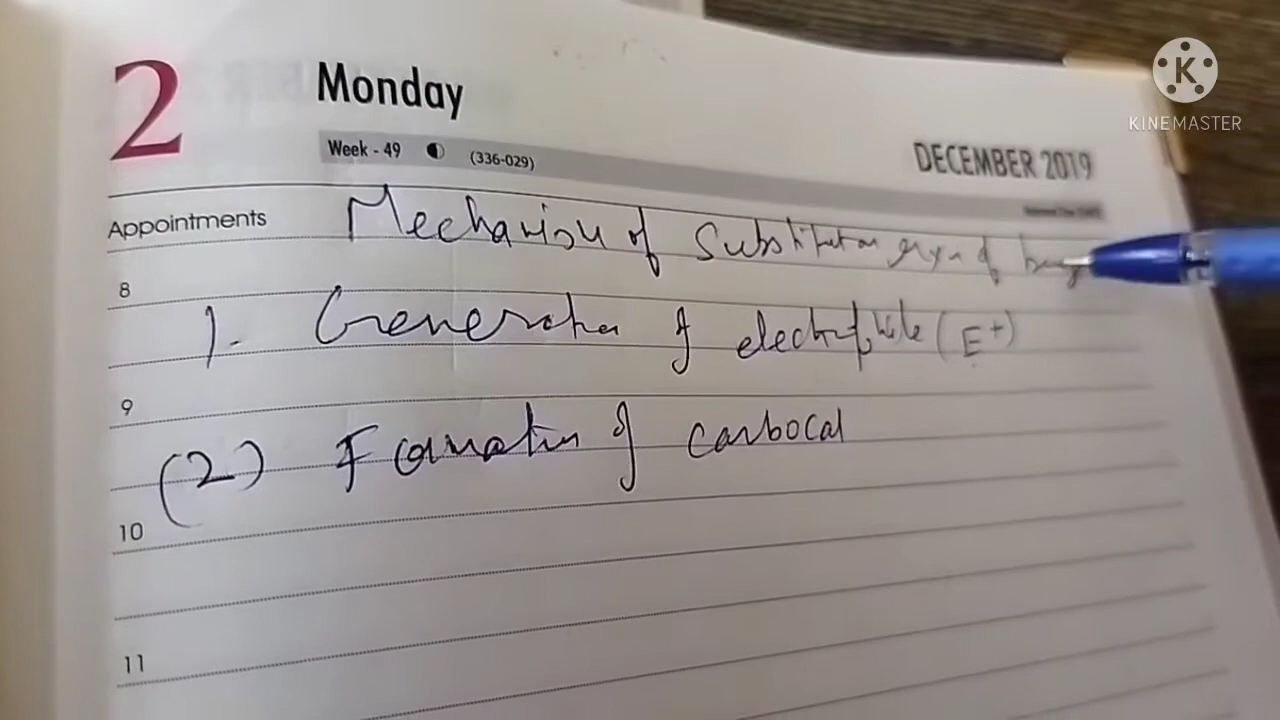 2 Monday
Week - 49 (336-029)
DECEMBER 2019
Appointments Mechanism of Substitution of
8
1. Generation of electrophile (E+)
9
(2) Formation of carbocat
10
11
K
KINEMASTER